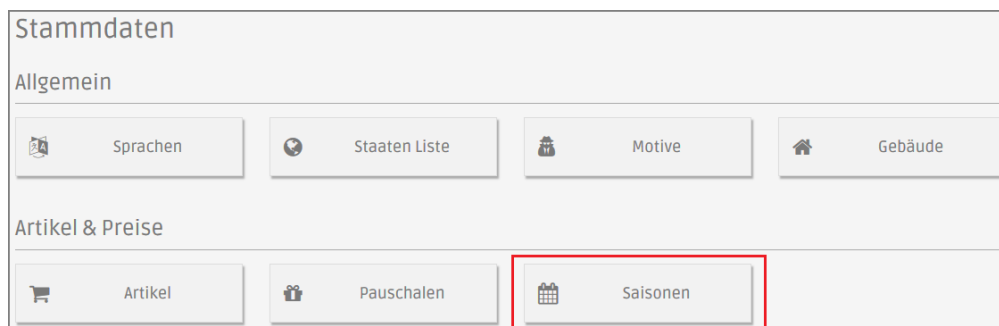 Stammdaten
Allgemein
Sprachen Staaten Liste Motive Gebäude
Artikel & Preise
Artikel Pauschalen Saisonen